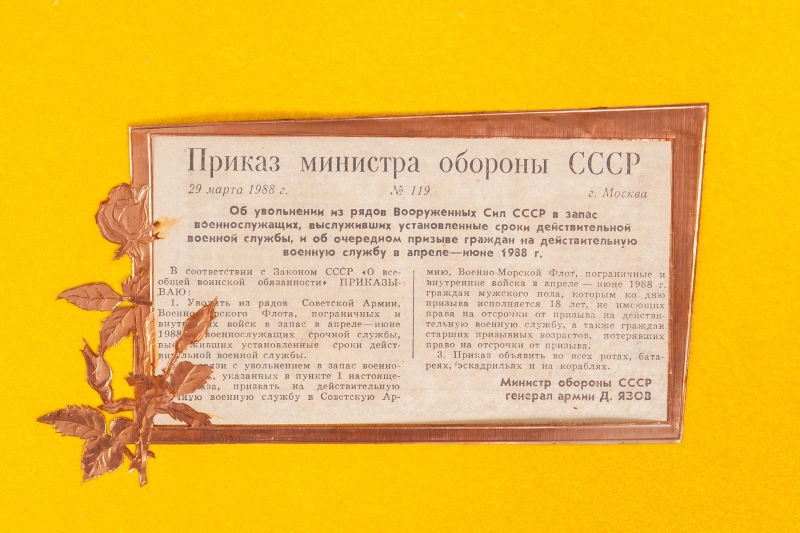 Приказ министра обороны СССР
29 марта 1988 г. № 119 г. Москва
Об увольнении из рядов Вооруженных Сил СССР в запас
военнослужащих, выслуживших установленные сроки действительной
военной службы, и об очередном призыве граждан на действительную
военную службу в апреле—июне 1988 г.
В соответствии с Законом СССР «О все-
общей воинской обязанности» ПРИКАЗЫ-
ВАЮ:
1. Уволить из рядов Советской Армии,
Военно-Морского Флота, пограничных и
внутренних войск в запас в апреле—июне
1988 военнослужащих срочной службы,
выслуживших установленные сроки дейст-
вительной военной службы.
связи с увольнением в запас военно-
указанных в пункте 1 настояще-
призвать на действительную
военную службу в Советскую Ар-
мию, Военно-Морской Флот, пограничные и
внутренние войска в апреле — июне 1988 г.
граждан мужского пола, которым ко дню
призыва исполняется 18 лет, не имеющих
права на отсрочки от призыва на действи-
тельную военную службу, а также граждан
старших призывных возрастов, потерявших
право на отсрочки от призыва.
3. Приказ объявить во всех ротах, бата-
реях, эскадрильях и на кораблях.
Министр обороны СССР
генерал армии Д. ЯЗОВ